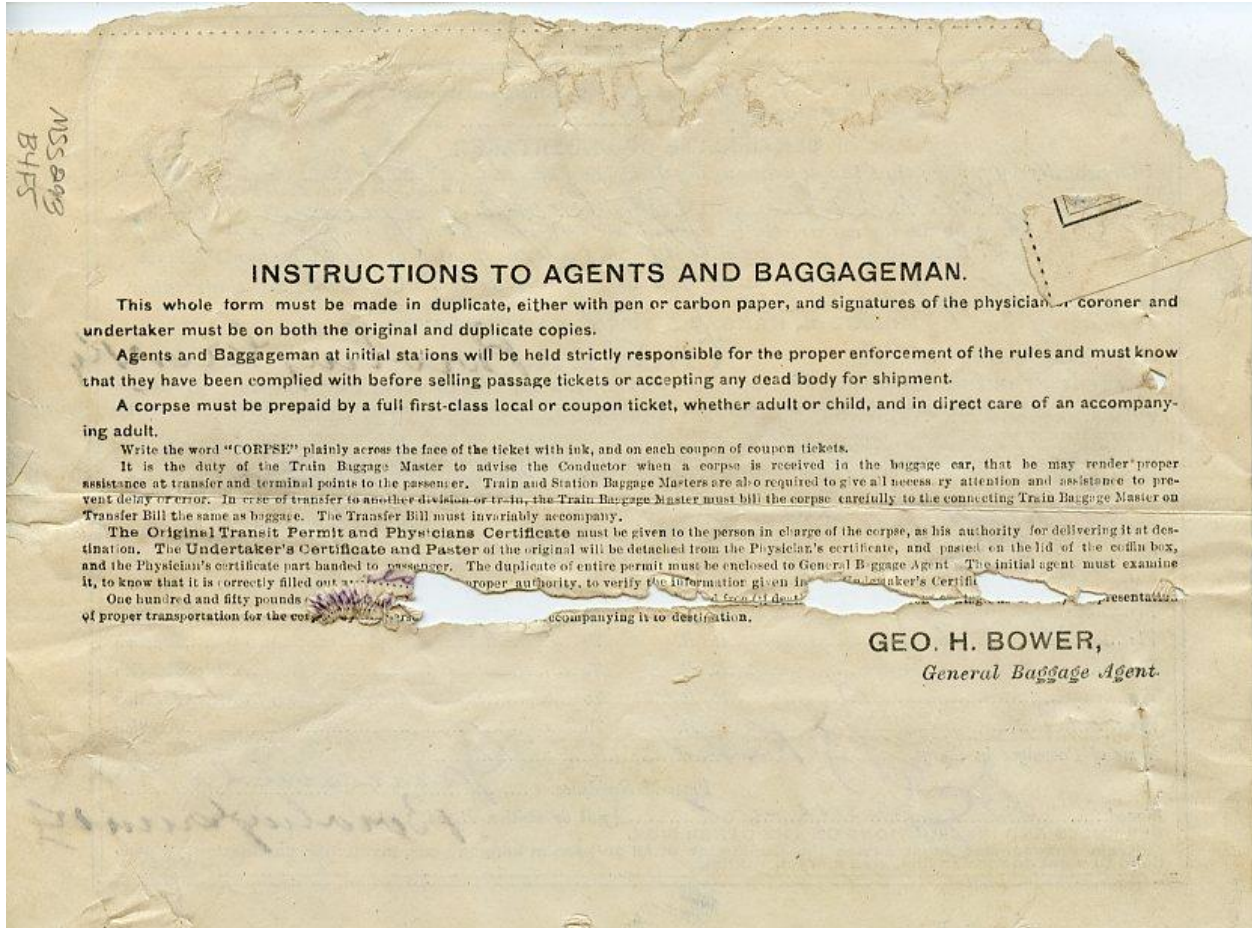 MSS 293
B4F5
INSTRUCTIONS TO AGENTS AND BAGGAGEMAN.
This whole form must be made in duplicate, either with pen or carbon paper, and signatures of the physician or coroner and
undertaker must be on both the original and duplicate copies.
Agents and Baggageman at initial stations will be held strictly responsible for the proper enforcement of the rules and must know
that they have been complied with before selling passage tickets or accepting any dead body for shipment.
A corpse must be prepaid by a full first-class local or coupon ticket, whether adult or child, and in direct care of an accompany-
ing adult.
Write the word "CORPSE" plainly across the face of the ticket with ink, and on each coupon of coupon tickets.
It is the duty of the Train Baggage Master to advise the Conductor when a corpse is received in the baggage car, that he may render proper
assistance at transfer and terminal points to the passenger. Train and Station Baggage Masters are also required to give all necess ry attention and assistance to pre-
vent delay or error. In case of transfer to another division or train, the Train Baggage Master must bill the corpse carefully to the connecting Train Baggage Master on
Transfer Bill the same as baggage. The Transfer Bill must invariably accompany.
The Original Transit Permit and Physicians Certificate must be given to the person in charge of the corpse, as his authority for delivering it at des-
tination. The Undertaker's Certificate and Paster of the original will be detached from the Physician's certificate, and pasted on the lid of the coffin box,
and the Physician's certificate part handed to passenger. The duplicate of entire permit must be enclosed to General Baggage Agent The initial agent must examine
it, to know that it is correctly filled out proper authority, to verify the information given in Undertaker's Certifi
One hundred and fifty pounds presentation
of proper transportation for the cor accompanying it to destination.
GEO. H. BOWER,
General Baggage Agent.